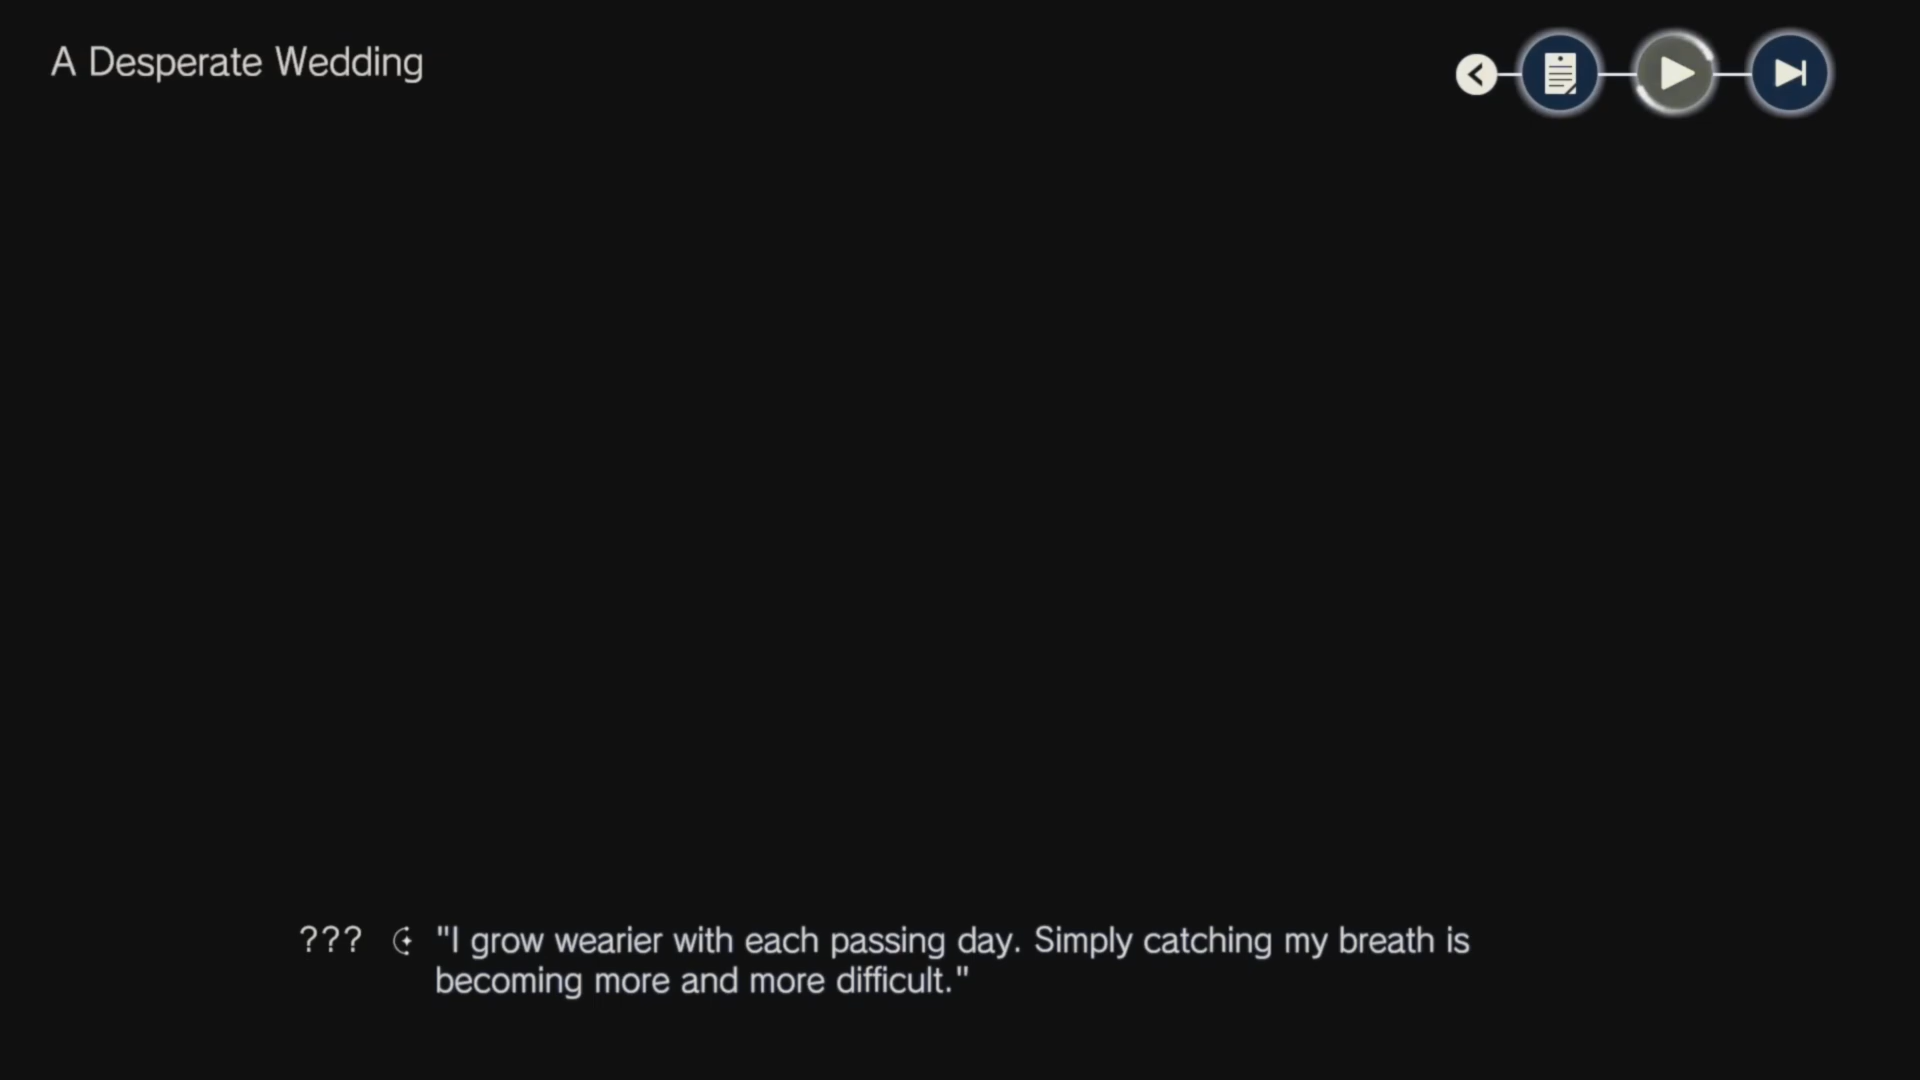 A Desperate Wedding
??? "I grow wearier with each passing day. Simply catching my breath is
becoming more and more difficult."